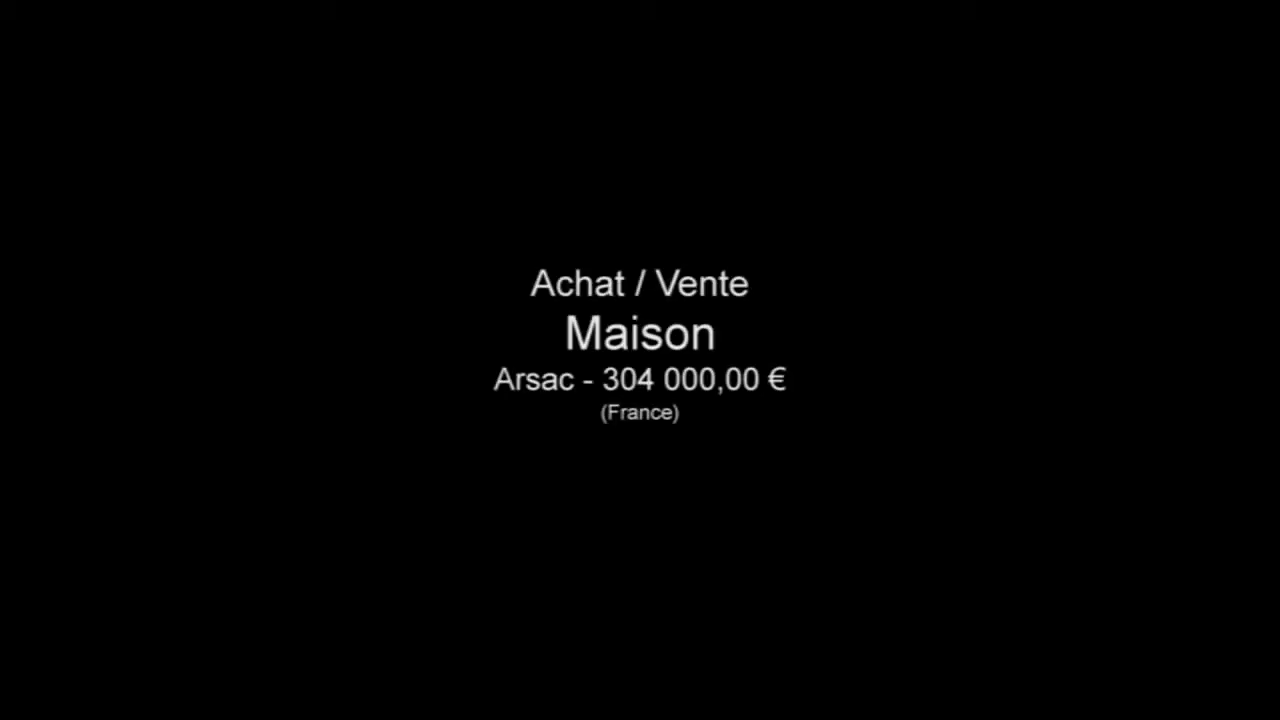 Achat / Vente
Maison
Arsac - 304 000,00 €
(France)